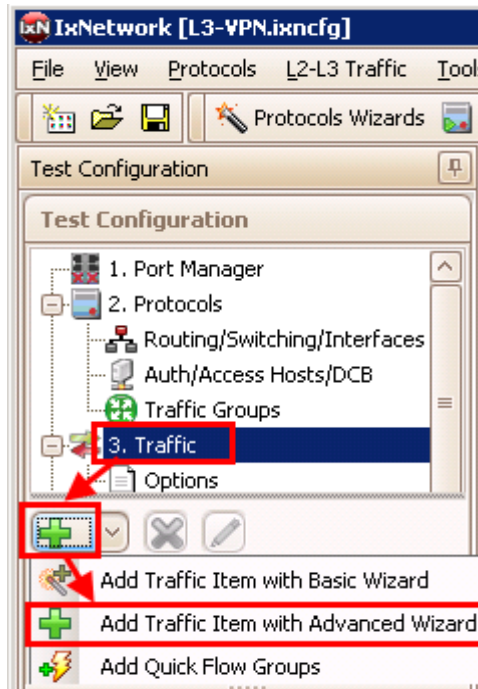 IxN IxNetwork [L3-VPN.ixncfg]
File View Protocols L2-L3 Traffic Tools
Protocols Wizards
Test Configuration
Test Configuration
1. Port Manager
2. Protocols
Routing/Switching/Interfaces
Auth/Access Hosts/DCB
Traffic Groups
3. Traffic
Options
Add Traffic Item with Basic Wizard
Add Traffic Item with Advanced Wizard
Add Quick Flow Groups